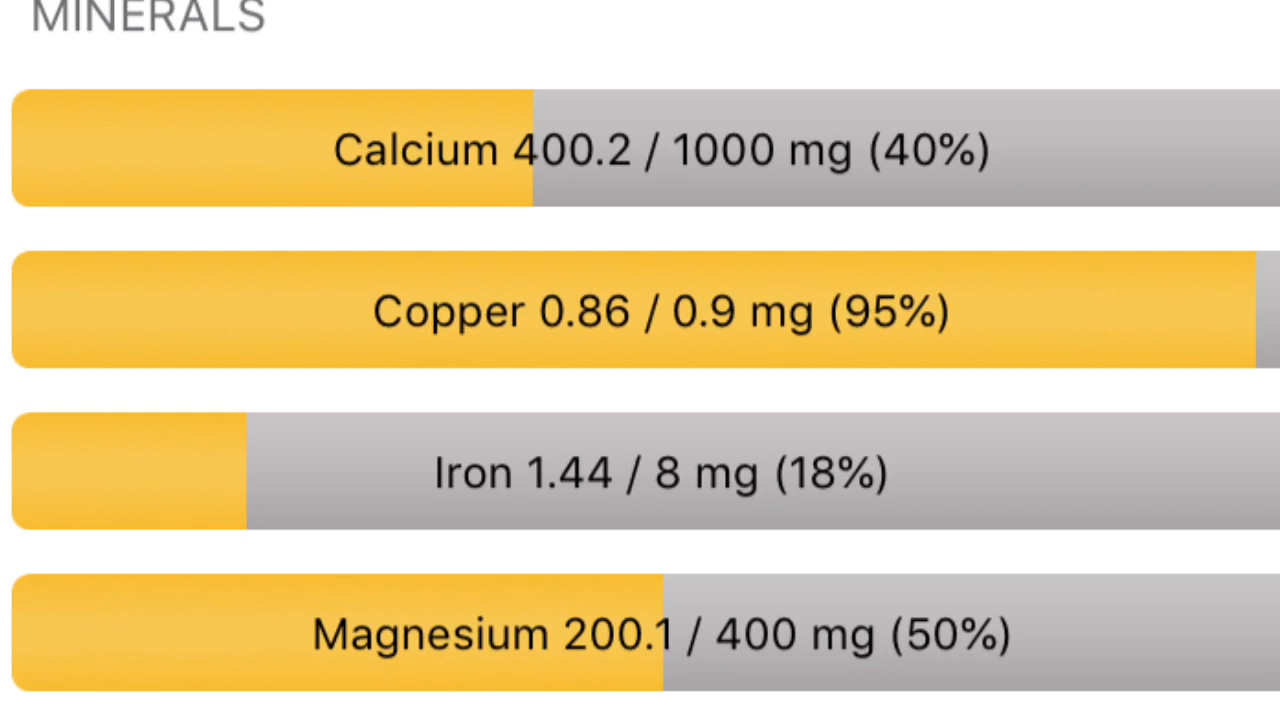 MINERALS
Calcium 400.2 / 1000 mg (40%)
Copper 0.86 / 0.9 mg (95%)
Iron 1.44 / 8 mg (18%)
Magnesium 200.1 / 400 mg (50%)